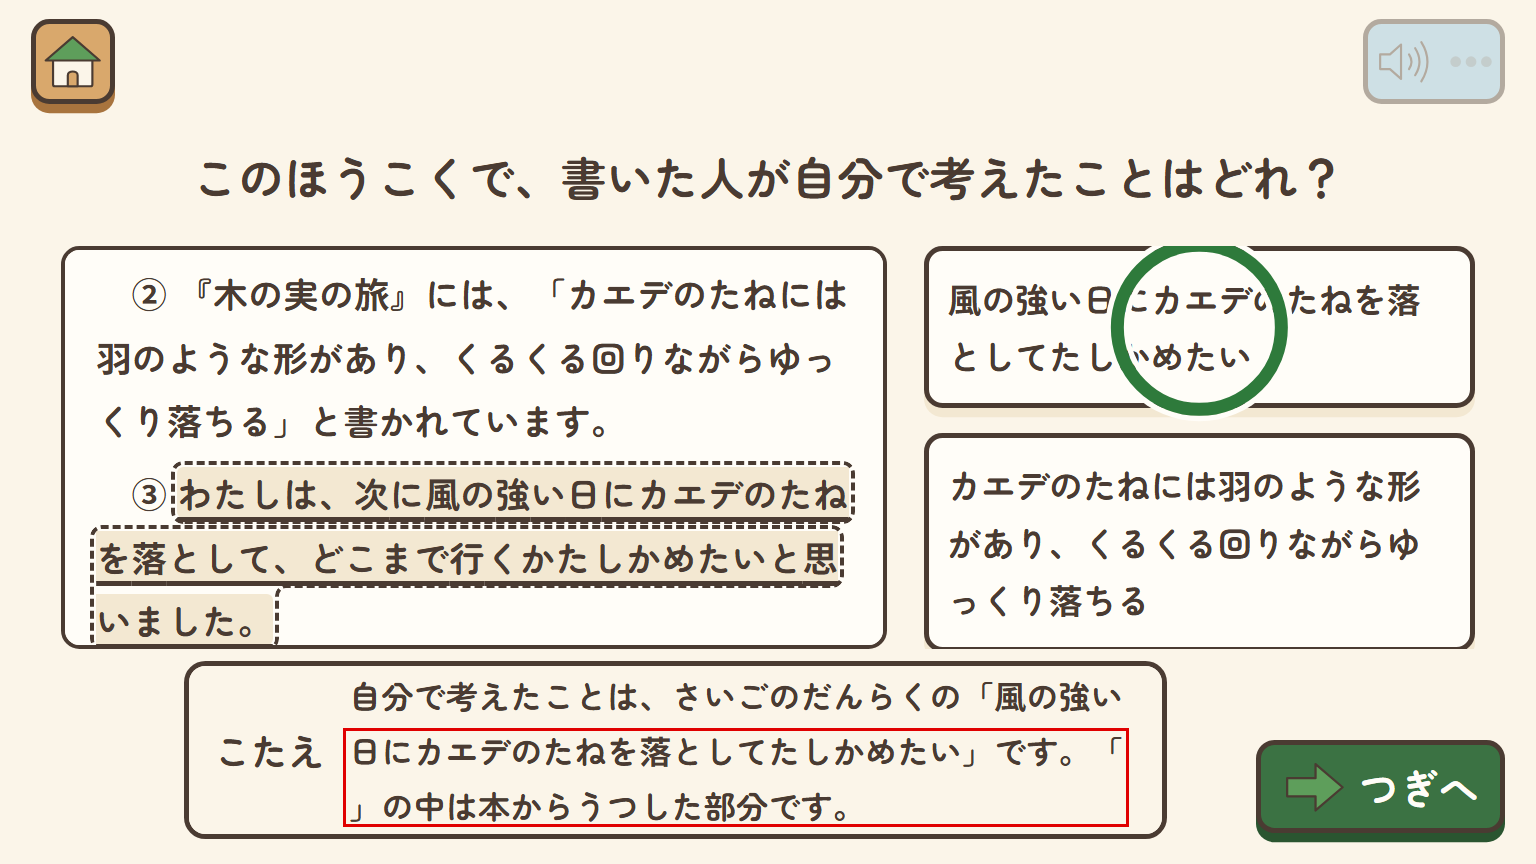 このほうこくで、書いた人が自分で考えたことはどれ？
② 『木の実の旅』には、「カエデのたねには
羽のような形があり、くるくる回りながらゆっ
くり落ちる」と書かれています。
③わたしは、次に風の強い日にカエデのたね
を落として、どこまで行くかたしかめたいと思
いました。
風の強い日にカエデのたねを落
としてたしかめたい
カエデのたねには羽のような形
があり、くるくる回りながらゆ
っくり落ちる
こたえ
自分で考えたことは、さいごのだんらくの「風の強い
日にカエデのたねを落としてたしかめたい」です。「
」の中は本からうつした部分です。
つぎへ